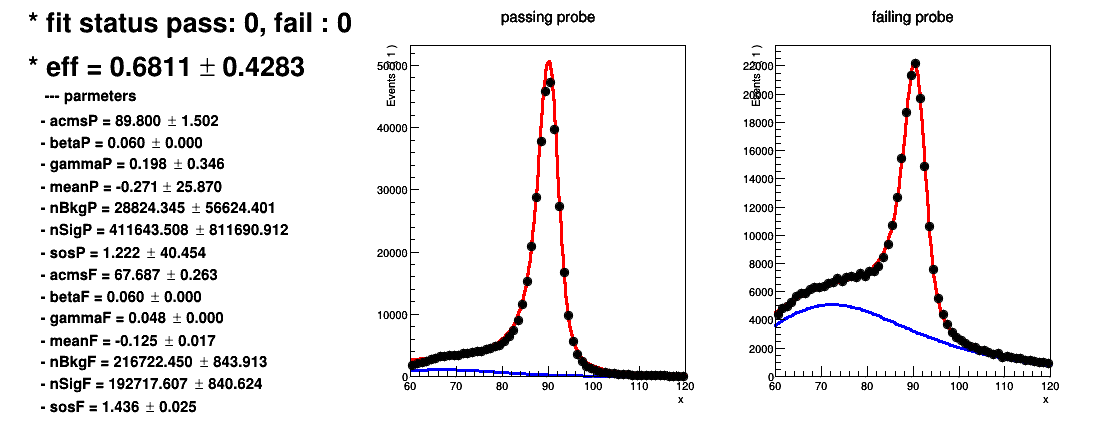 * fit status pass: 0, fail : 0
* eff = 0.6811 ± 0.4283
--- parmeters
- acmsP = 89.800 ± 1.502
- betaP = 0.060 ± 0.000
- gammaP = 0.198 ± 0.346
- meanP = -0.271 ± 25.870
- nBkgP = 28824.345 ± 56624.401
- nSigP = 411643.508 ± 811690.912
- sosP = 1.222 ± 40.454
- acmsF = 67.687 ± 0.263
- betaF = 0.060 ± 0.000
- gammaF = 0.048 ± 0.000
- meanF = -0.125 ± 0.017
- nBkgF = 216722.450 ± 843.913
- nSigF = 192717.607 ± 840.624
- sosF = 1.436 ± 0.025
passing probe
Events ( 1 )
50000
40000
30000
20000
10000
0
60 70 80 90 100 110 120
x
failing probe
Events ( 1 )
22000
20000
18000
16000
14000
12000
10000
8000
6000
4000
2000
0
60 70 80 90 100 110 120
x